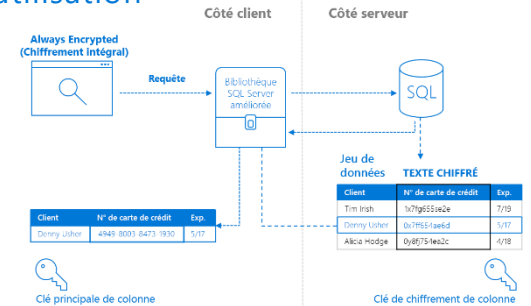 utilisation
Côté client
Côté serveur
Always Encrypted
(Chiffrement intégral)
Requête
Bibliothèque
SQL Server
améliorée
SQL
Jeu de
données
TEXTE CHIFFRÉ
Client N° de carte de crédit Exp.
Tim Irish 1x7fg655se2e 7/19
Denny Usher 0x7ff654ae6d 5/17
Alicia Hodge 0y8fj754ea2c 4/18
Client N° de carte de crédit Exp.
Denny Usher 4949-8003-8473-1930 5/17
Clé principale de colonne
Clé de chiffrement de colonne